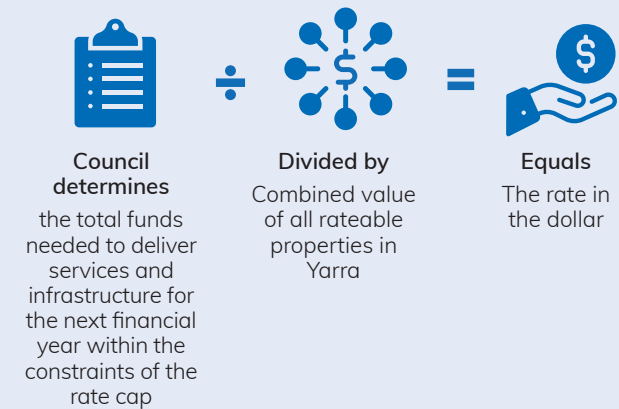 ÷
$
=
$
Council
determines
the total funds
needed to deliver
services and
infrastructure for
the next financial
year within the
constraints of the
rate cap
Divided by
Combined value
of all rateable
properties in
Yarra
Equals
The rate in
the dollar